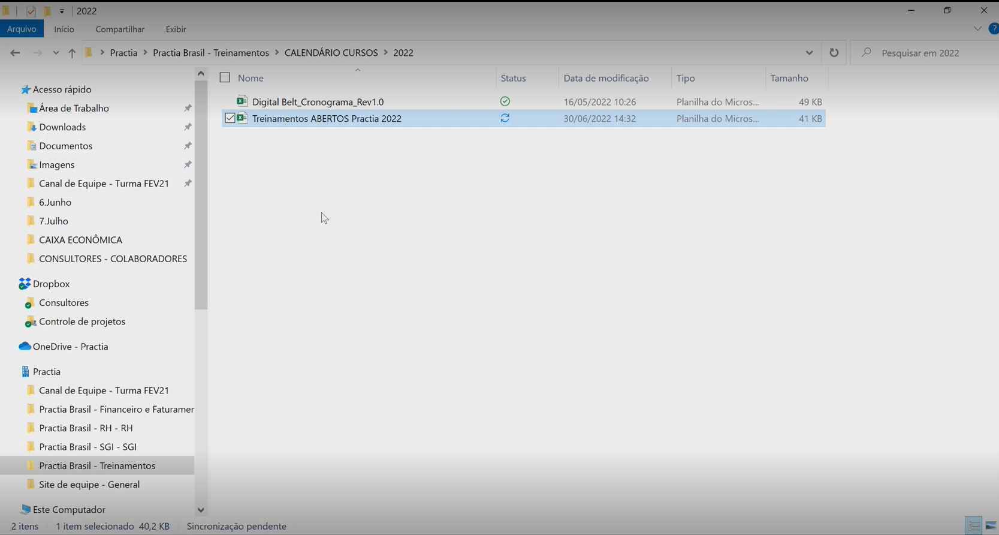 2022
Arquivo Início Compartilhar Exibir ?
Practia Practia Brasil - Treinamentos CALENDÁRIO CURSOS 2022 Pesquisar em 2022
Nome Status Data de modificação Tipo Tamanho
Digital Belt_Cronograma_Rev1.0 16/05/2022 10:26 Planilha do Micros... 49 KB
Treinamentos ABERTOS Practia 2022 30/06/2022 14:32 Planilha do Micros... 41 KB
Acesso rápido
Área de Trabalho
Downloads
Documentos
Imagens
Canal de Equipe - Turma FEV21
6.Junho
7.Julho
CAIXA ECONÔMICA
CONSULTORES - COLABORADORES
Dropbox
Consultores
Controle de projetos
OneDrive - Practia
Practia
Canal de Equipe - Turma FEV21
Practia Brasil - Financeiro e Faturamer
Practia Brasil - RH - RH
Practia Brasil - SGI - SGI
Practia Brasil - Treinamentos
Site de equipe - General
Este Computador
2 itens 1 item selecionado 40,2 KB Sincronização pendente